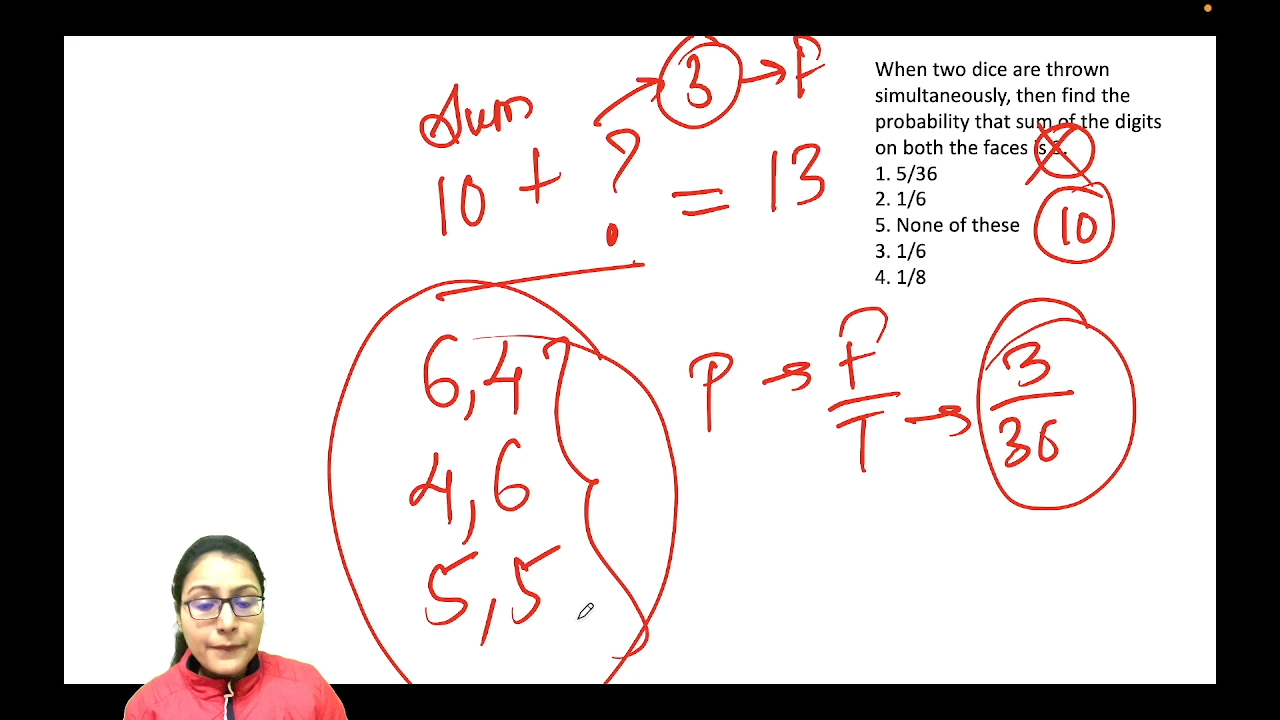 3 → F
Sum
10 + ? = 13
When two dice are thrown
simultaneously, then find the
probability that sum of the digits
on both the faces is
1. 5/36
2. 1/6
5. None of these
3. 1/6
4. 1/8
10
6,4
4,6
5,5
P → F/T → 3/36